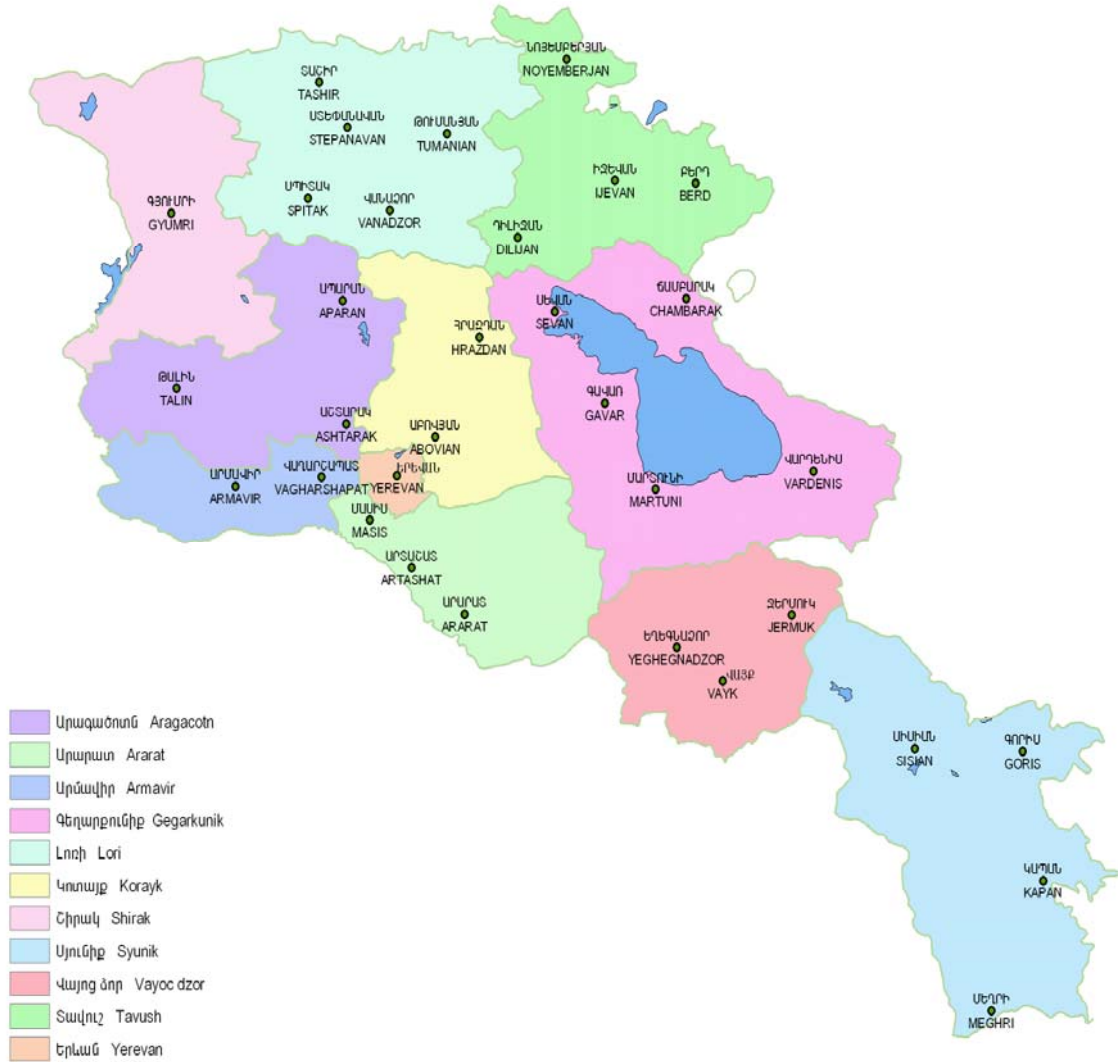 ՆՈՅԵՄԲԵՐՅԱՆ
NOYEMBERJAN
ՏԱՇԻՐ
TASHIR
ՍՏԵՓԱՆԱՎԱՆ
STEPANAVAN
ԹՈՒՄԱՆՅԱՆ
TUMANIAN
ԻՋԵՎԱՆ
IJEVAN
ԲԵՐԴ
BERD
ՍՊԻՏԱԿ
SPITAK
ՎԱՆԱՁՈՐ
VANADZOR
ԳՅՈՒՄՐԻ
GYUMRI
ԴԻԼԻՋԱՆ
DILIJAN
ԱՊԱՐԱՆ
APARAN
ՍԵՎԱՆ
SEVAN
ՃԱՄԲԱՐԱԿ
CHAMBARAK
ՀՐԱԶԴԱՆ
HRAZDAN
ԹԱԼԻՆ
TALIN
ԳԱՎԱՌ
GAVAR
ԱՇՏԱՐԱԿ
ASHTARAK
ԱԲՈՎՅԱՆ
ABOVIAN
ՎԱՐԴԵՆԻՍ
VARDENIS
ԱՐՄԱՎԻՐ
ARMAVIR
ՎԱՂԱՐՇԱՊԱՏ
VAGHARSHAPAT
ԵՐԵՎԱՆ
YEREVAN
ՄԱՐՏՈՒՆԻ
MARTUNI
ՄԱՍԻՍ
MASIS
ԱՐՏԱՇԱՏ
ARTASHAT
ԱՐԱՐԱՏ
ARARAT
ՋԵՐՄՈՒԿ
JERMUK
ԵՂԵԳՆԱՁՈՐ
YEGHEGNADZOR
ՎԱՅՔ
VAYK
ՍԻՍԻԱՆ
SISIAN
ԳՈՐԻՍ
GORIS
ԿԱՊԱՆ
KAPAN
ՄԵՂՐԻ
MEGHRI
Արագածոտն Aragacotn
Արարատ Ararat
Արմավիր Armavir
Գեղարքունիք Gegarkunik
Լոռի Lori
Կոտայք Korayk
Շիրակ Shirak
Սյունիք Syunik
Վայոց ձոր Vayoc dzor
Տավուշ Tavush
Երևան Yerevan